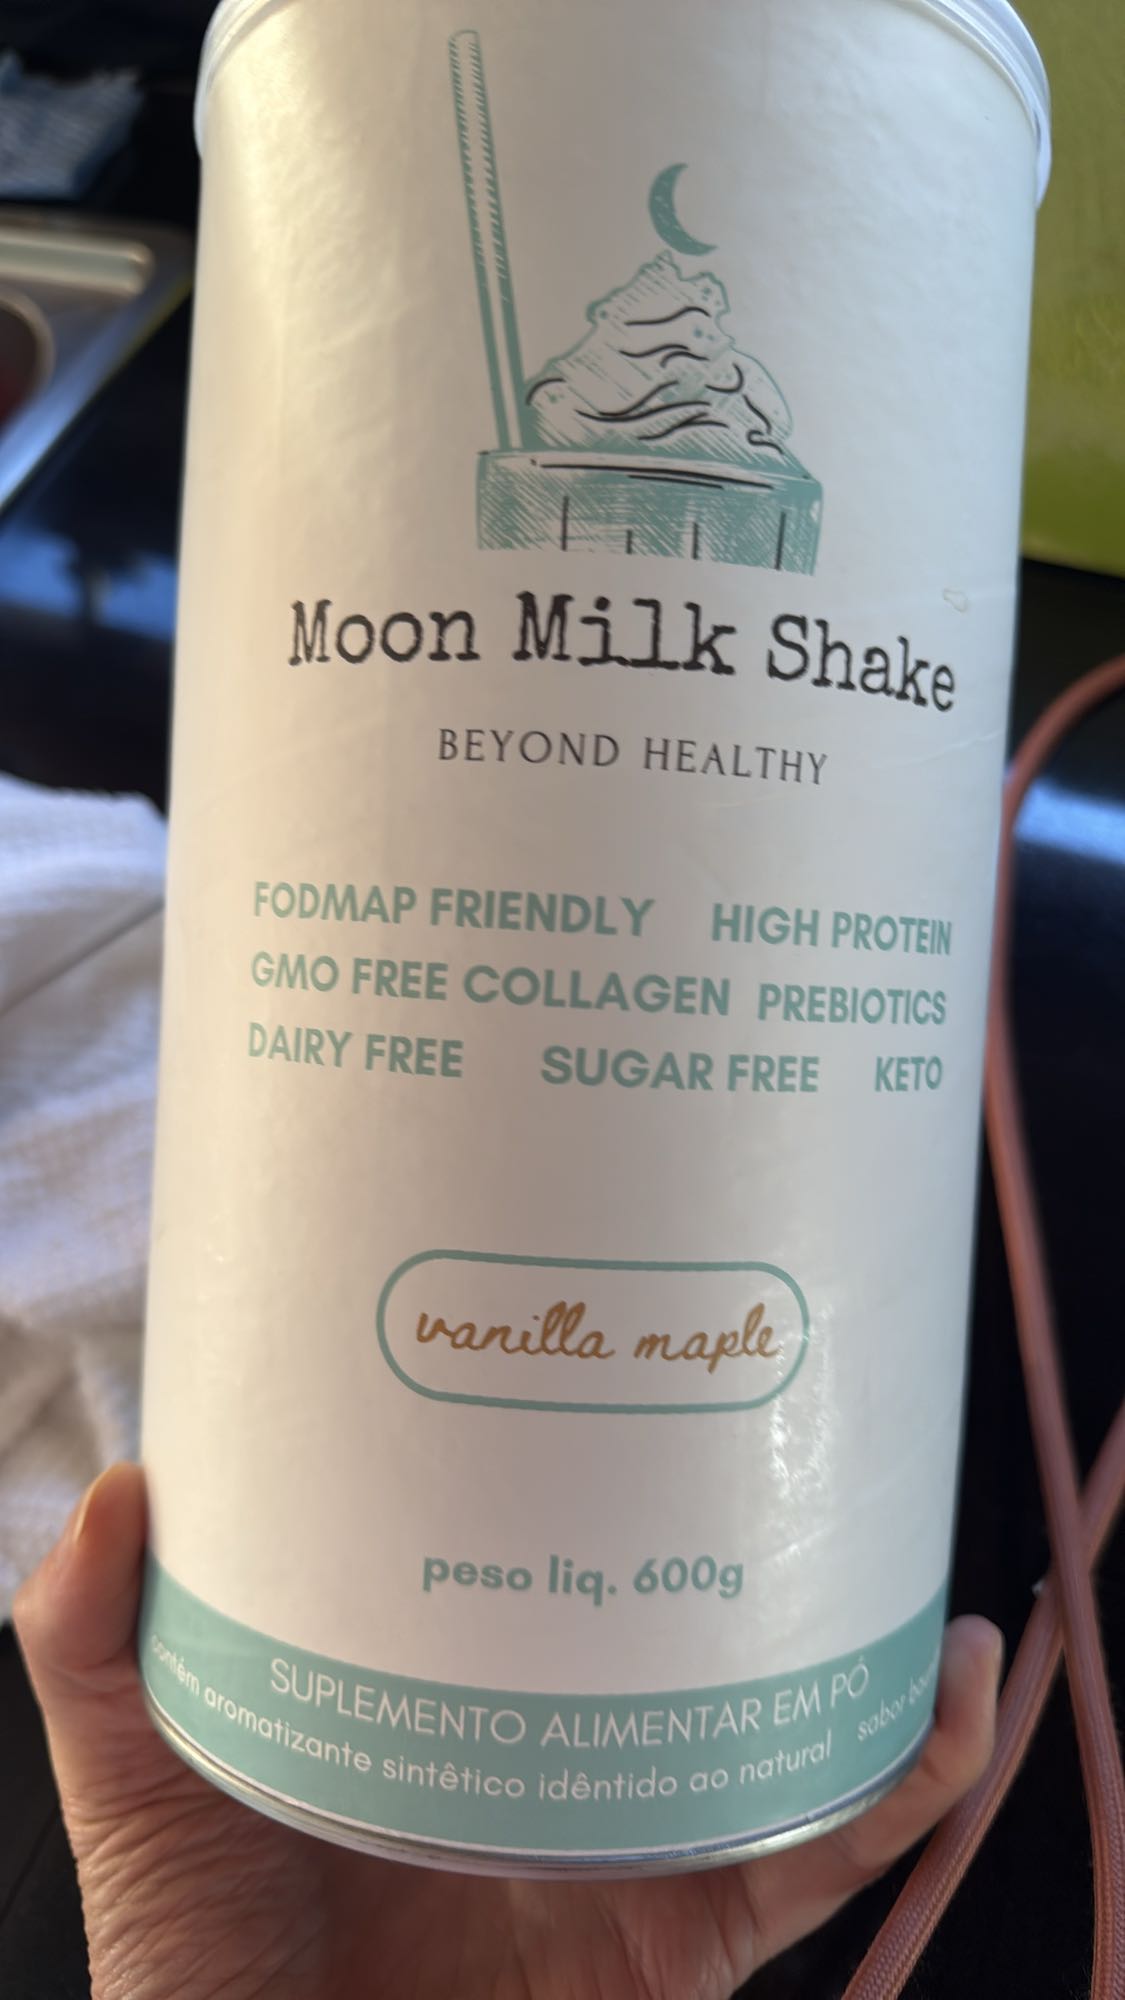 Moon Milk Shake
BEYOND HEALTHY
FODMAP FRIENDLY HIGH PROTEIN
GMO FREE COLLAGEN PREBIOTICS
DAIRY FREE SUGAR FREE KETO
vanilla maple
peso liq. 600g
SUPLEMENTO ALIMENTAR EM PÓ
contém aromatizante sintêtico idêntido ao natural sabor